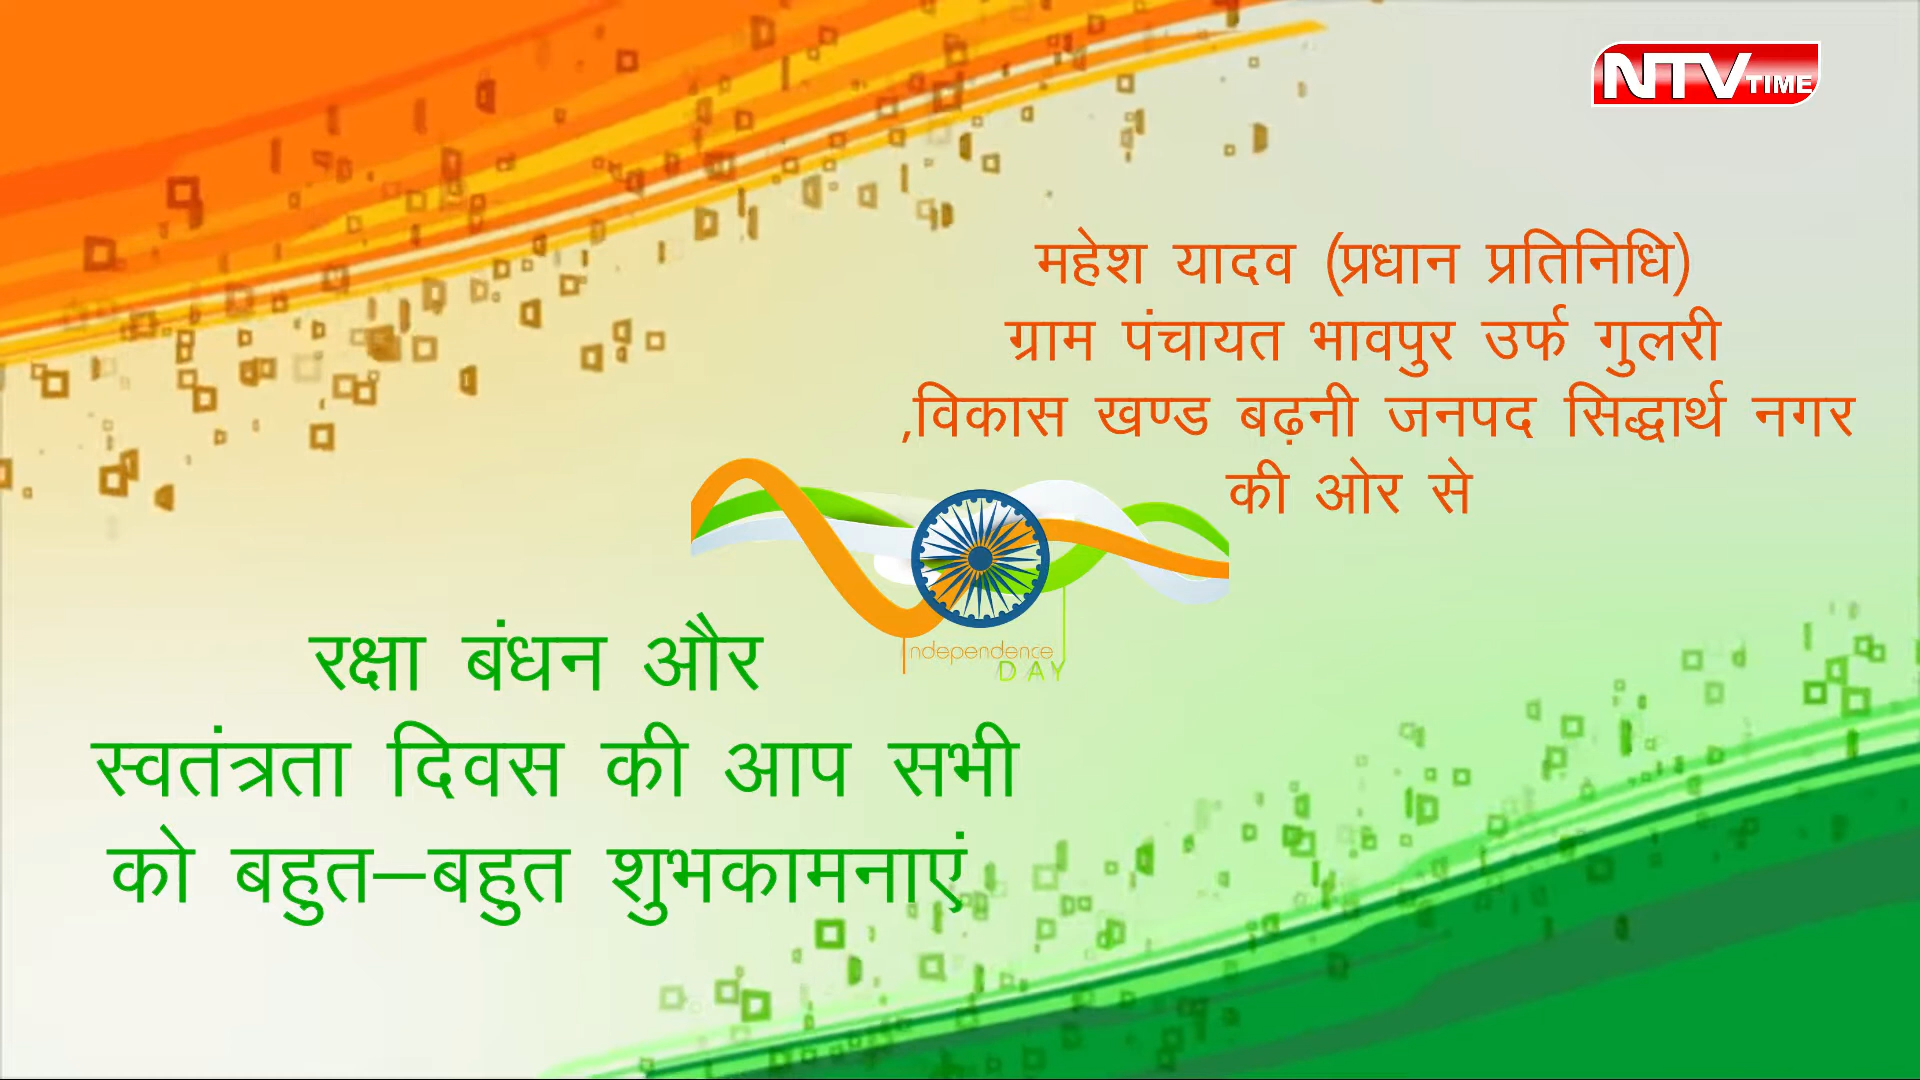 NTV TIME
महेश यादव (प्रधान प्रतिनिधि)
ग्राम पंचायत भावपुर उर्फ गुलरी
,विकास खण्ड बढ़नी जनपद सिद्धार्थ नगर
की ओर से
Independence
DAY
रक्षा बंधन और
स्वतंत्रता दिवस की आप सभी
को बहुत–बहुत शुभकामनाएं